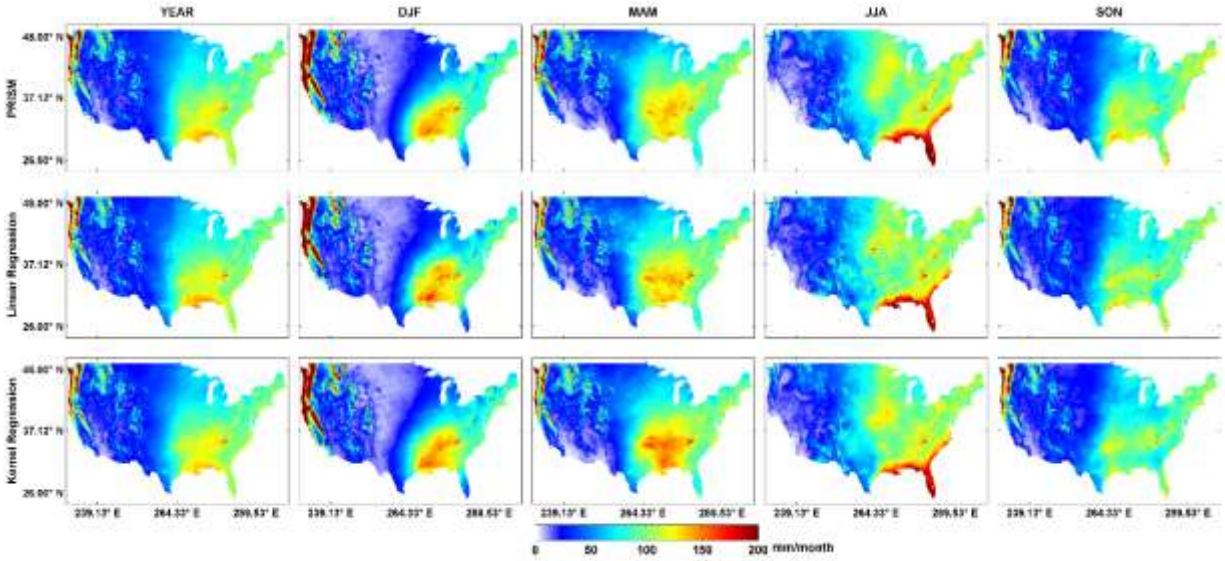 YEAR DJF MAM JJA SON
48.00° N
PRISM
37.12° N
26.00° N
48.00° N
Linear Regression
37.12° N
26.00° N
48.00° N
Kernel Regression
37.12° N
26.00° N
239.13° E 264.33° E 289.53° E 239.13° E 264.33° E 289.53° E 239.13° E 264.33° E 289.53° E 239.13° E 264.33° E 289.53° E 239.13° E 264.33° E 289.53° E
0 50 100 150 200 mm/month